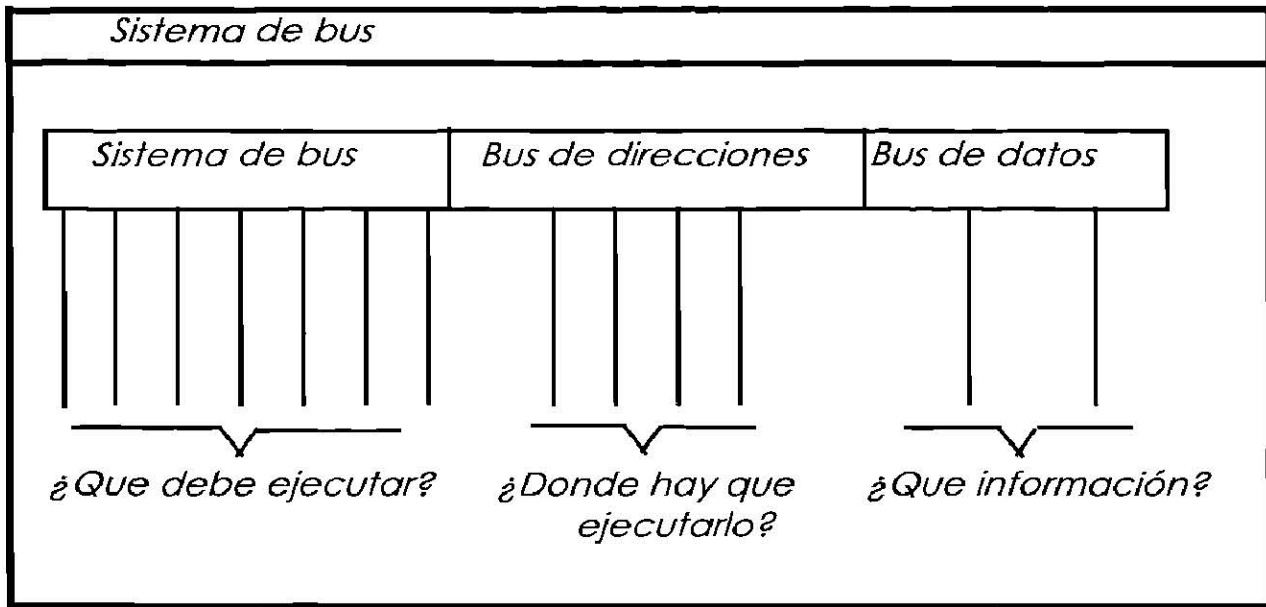 Sistema de bus
Sistema de bus
Bus de direcciones
Bus de datos
¿Que debe ejecutar?
¿Donde hay que
ejecutarlo?
¿Que información?